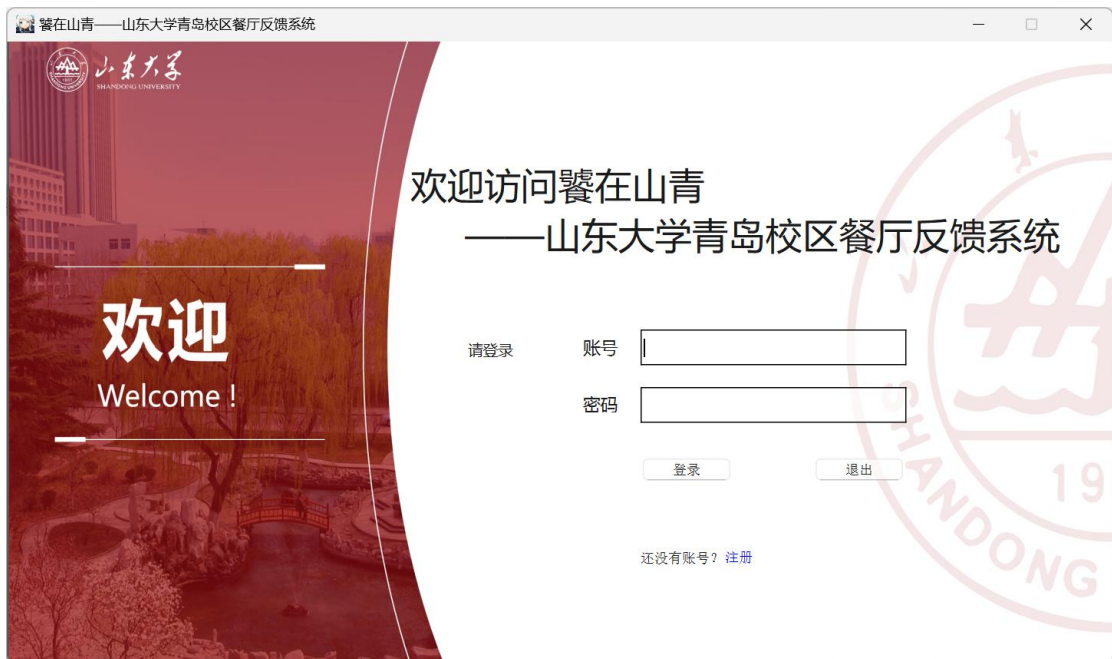 饕在山青——山东大学青岛校区餐厅反馈系统
山东大学
SHANDONG UNIVERSITY
欢迎访问饕在山青
——山东大学青岛校区餐厅反馈系统
欢迎
Welcome !
请登录
账号
密码
登录
退出
还没有账号？注册
SHANDONG
19